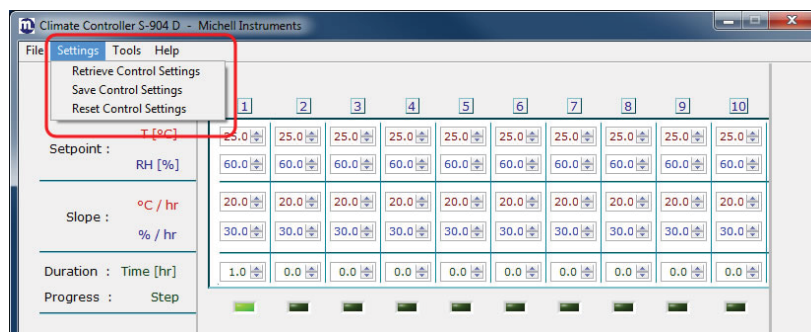 Climate Controller S-904 D - Michell Instruments
File Settings Tools Help
Retrieve Control Settings
Save Control Settings
Reset Control Settings
1 2 3 4 5 6 7 8 9 10
Setpoint :
T [°C] 25.0 25.0 25.0 25.0 25.0 25.0 25.0 25.0 25.0 25.0
RH [%] 60.0 60.0 60.0 60.0 60.0 60.0 60.0 60.0 60.0 60.0
Slope :
°C / hr 20.0 20.0 20.0 20.0 20.0 20.0 20.0 20.0 20.0 20.0
% / hr 30.0 30.0 30.0 30.0 30.0 30.0 30.0 30.0 30.0 30.0
Duration : Time [hr] 1.0 0.0 0.0 0.0 0.0 0.0 0.0 0.0 0.0 0.0
Progress : Step